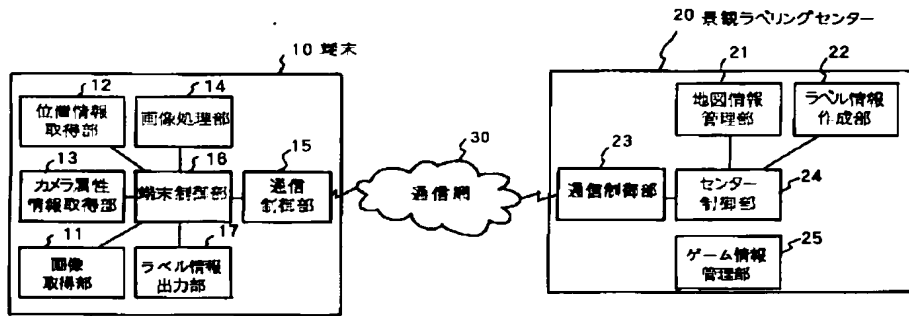 10 端末
12
位置情報
取得部
14
画像処理部
13
カメラ属性
情報取得部
16
端末制御部
15
通信
制御部
11
画像
取得部
17
ラベル情報
出力部
30
通信網
20 景観ラベリングセンター
21
地図情報
管理部
22
ラベル情報
作成部
23
通信制御部
センター
制御部
24
ゲーム情報
管理部
25